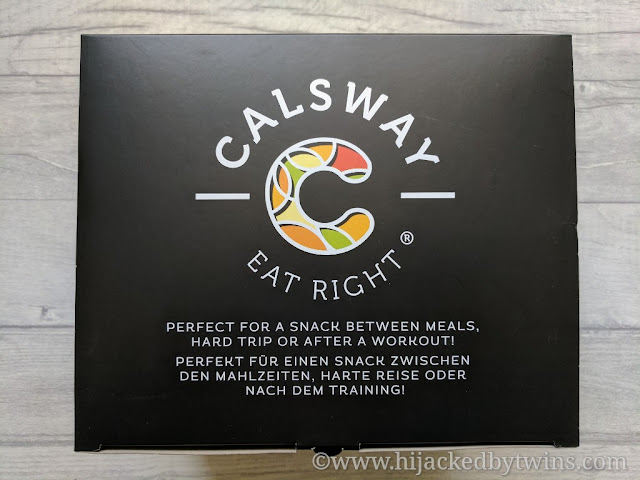 CALSWAY
EAT RIGHT®
PERFECT FOR A SNACK BETWEEN MEALS,
HARD TRIP OR AFTER A WORKOUT!
PERFEKT FÜR EINEN SNACK ZWISCHEN
DEN MAHLZEITEN, HARTE REISE ODER
NACH DEM TRAINING!
©www.hijackedbytwins.com